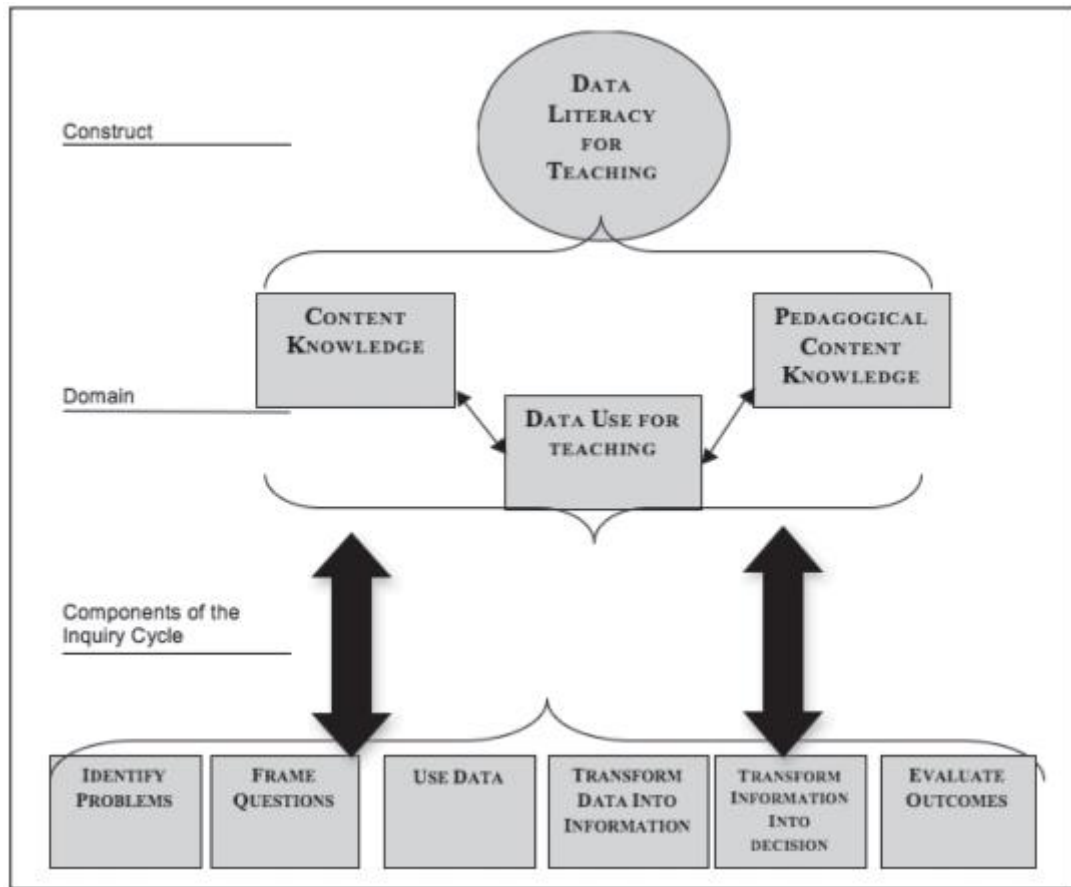 DATA
LITERACY
FOR
TEACHING
Construct
CONTENT
KNOWLEDGE
PEDAGOGICAL
CONTENT
KNOWLEDGE
Domain
DATA USE FOR
TEACHING
Components of the
Inquiry Cycle
IDENTIFY
PROBLEMS
FRAME
QUESTIONS
USE DATA
TRANSFORM
DATA INTO
INFORMATION
TRANSFORM
INFORMATION
INTO
DECISION
EVALUATE
OUTCOMES